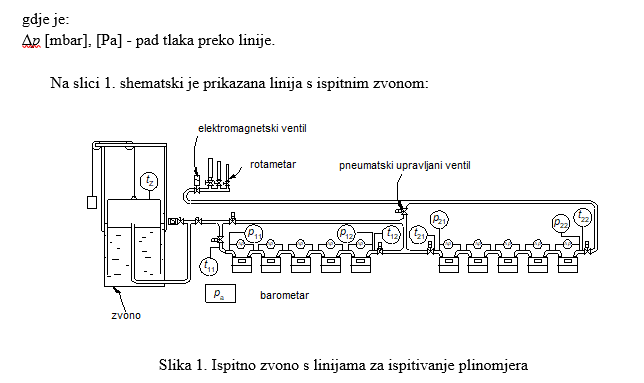 gdje je:
Δp [mbar], [Pa] - pad tlaka preko linije.
Na slici 1. shematski je prikazana linija s ispitnim zvonom:
elektromagnetski ventil
rotametar
pneumatski upravljani ventil
tz
p21
p22
t22
p11
p12
t12
t21
t11
pa
barometar
zvono
Slika 1. Ispitno zvono s linijama za ispitivanje plinomjera